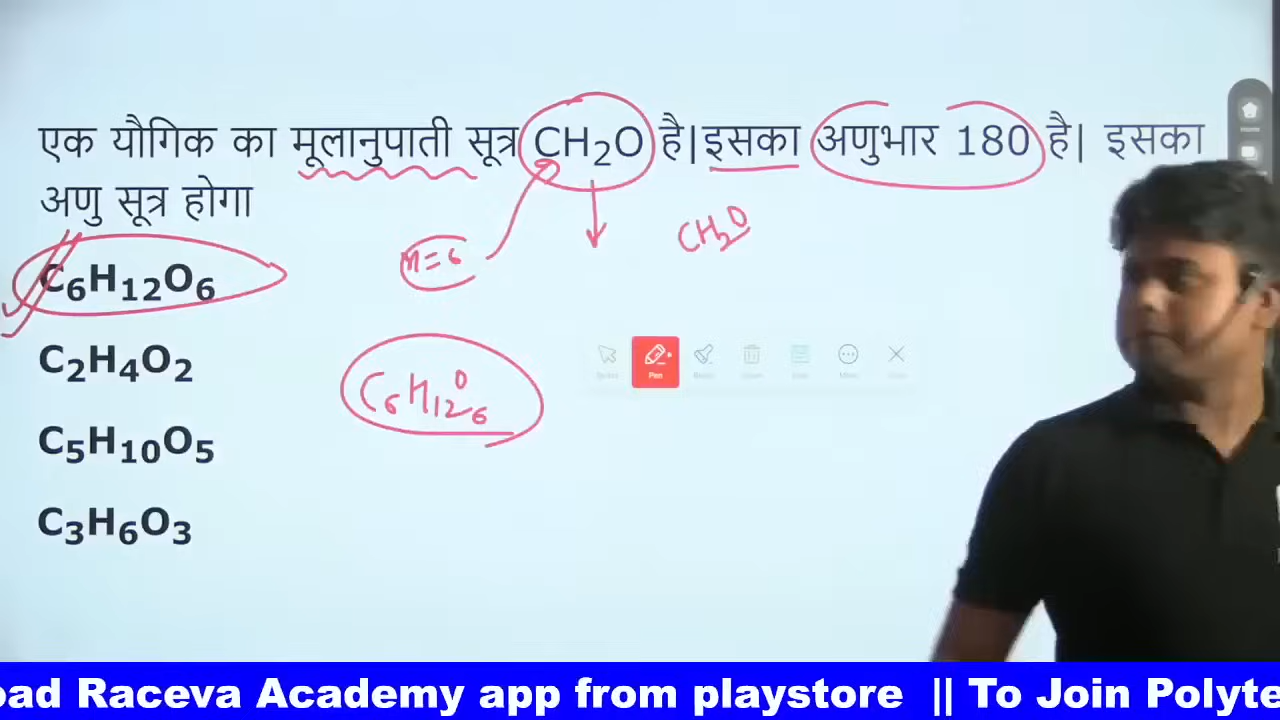 एक यौगिक का मूलानुपाती सूत्र CH₂O है|इसका अणुभार 180 है| इसका
अणु सूत्र होगा
n=6
CH₂O
C₆H₁₂O₆
C₆H₁₂O₆
C₂H₄O₂
C₅H₁₀O₅
C₃H₆O₃
Pen
oad Raceva Academy app from playstore || To Join Polyte